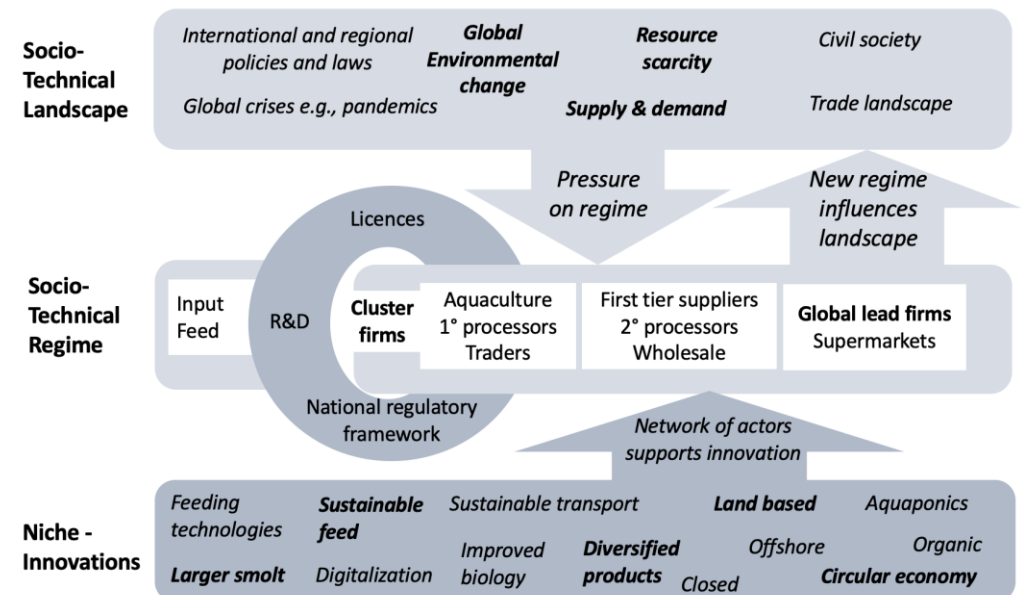 Socio-
Technical
Landscape
International and regional
policies and laws
Global crises e.g., pandemics
Global
Environmental
change
Resource
scarcity
Supply & demand
Civil society
Trade landscape
Pressure
on regime
New regime
influences
landscape
Socio-
Technical
Regime
Input
Feed
Licences
R&D
National regulatory
framework
Cluster
firms
Aquaculture
1° processors
Traders
First tier suppliers
2° processors
Wholesale
Global lead firms
Supermarkets
Network of actors
supports innovation
Niche -
Innovations
Feeding
technologies
Larger smolt
Sustainable
feed
Digitalization
Sustainable transport
Improved
biology
Diversified
products
Closed
Land based
Offshore
Aquaponics
Organic
Circular economy